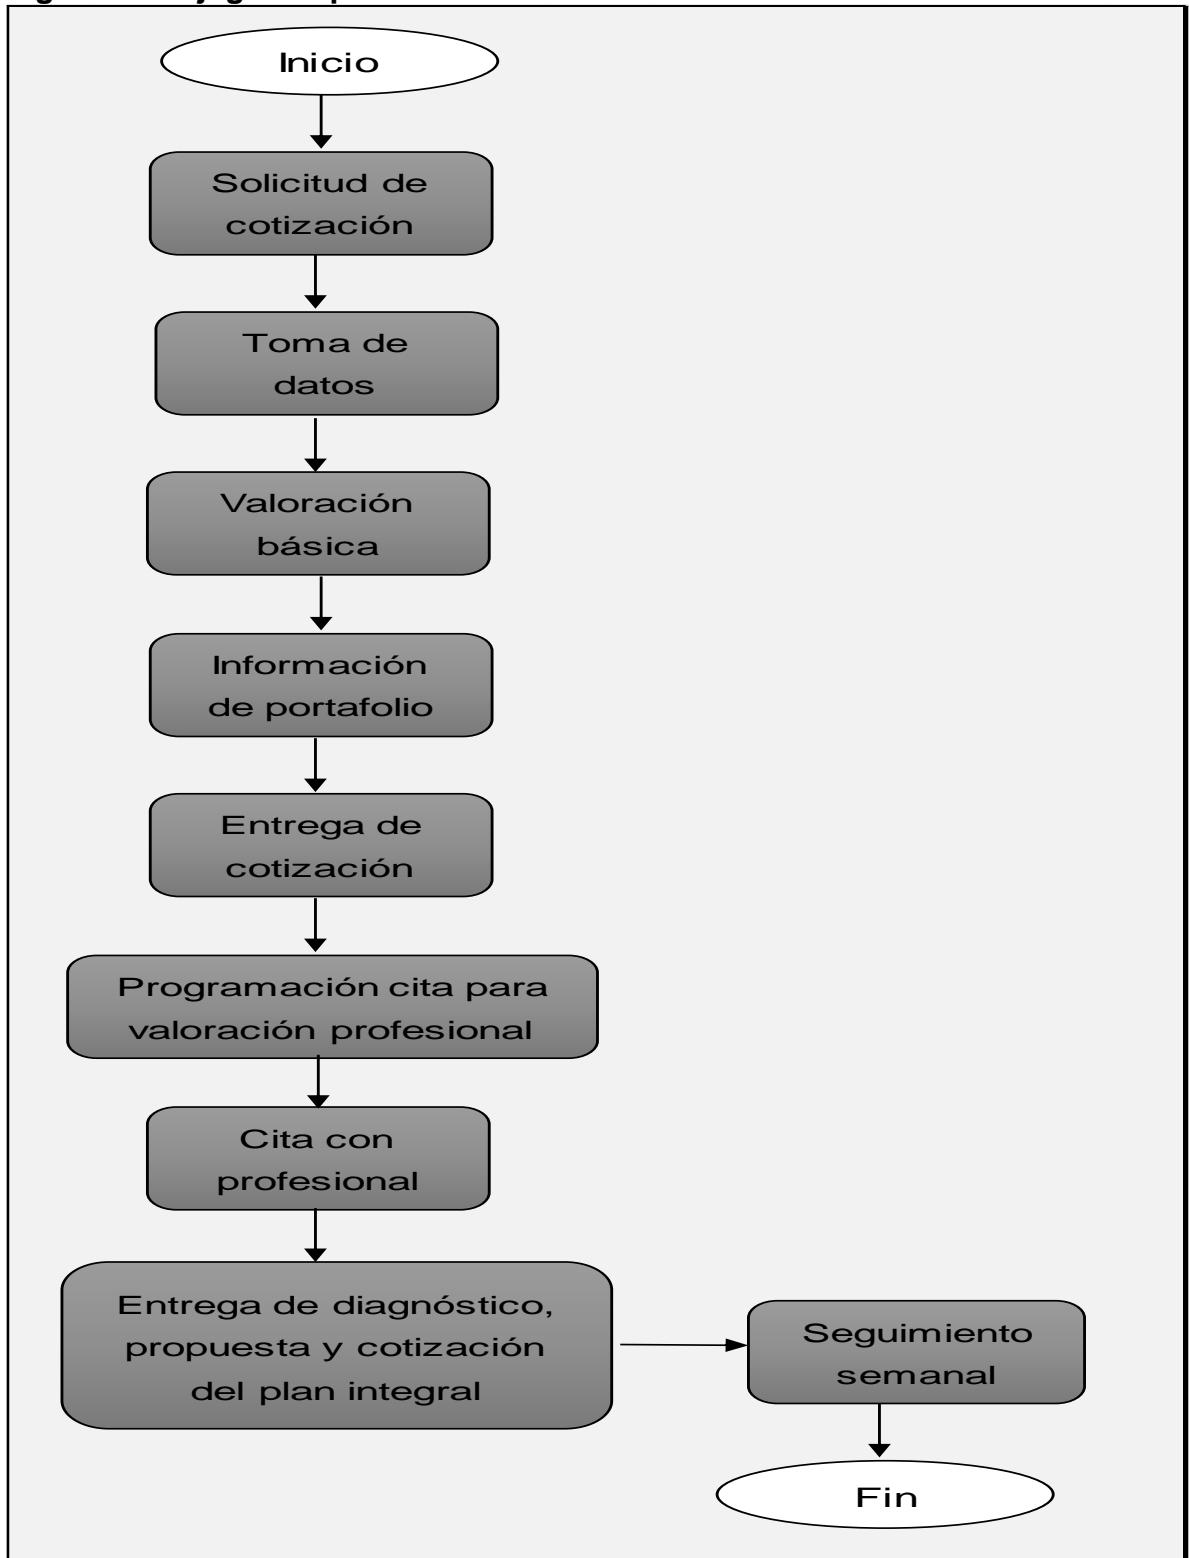 Inicio
Solicitud de
cotización
Toma de
datos
Valoración
básica
Información
de portafolio
Entrega de
cotización
Programación cita para
valoración profesional
Cita con
profesional
Entrega de diagnóstico,
propuesta y cotización
del plan integral
Seguimiento
semanal
Fin